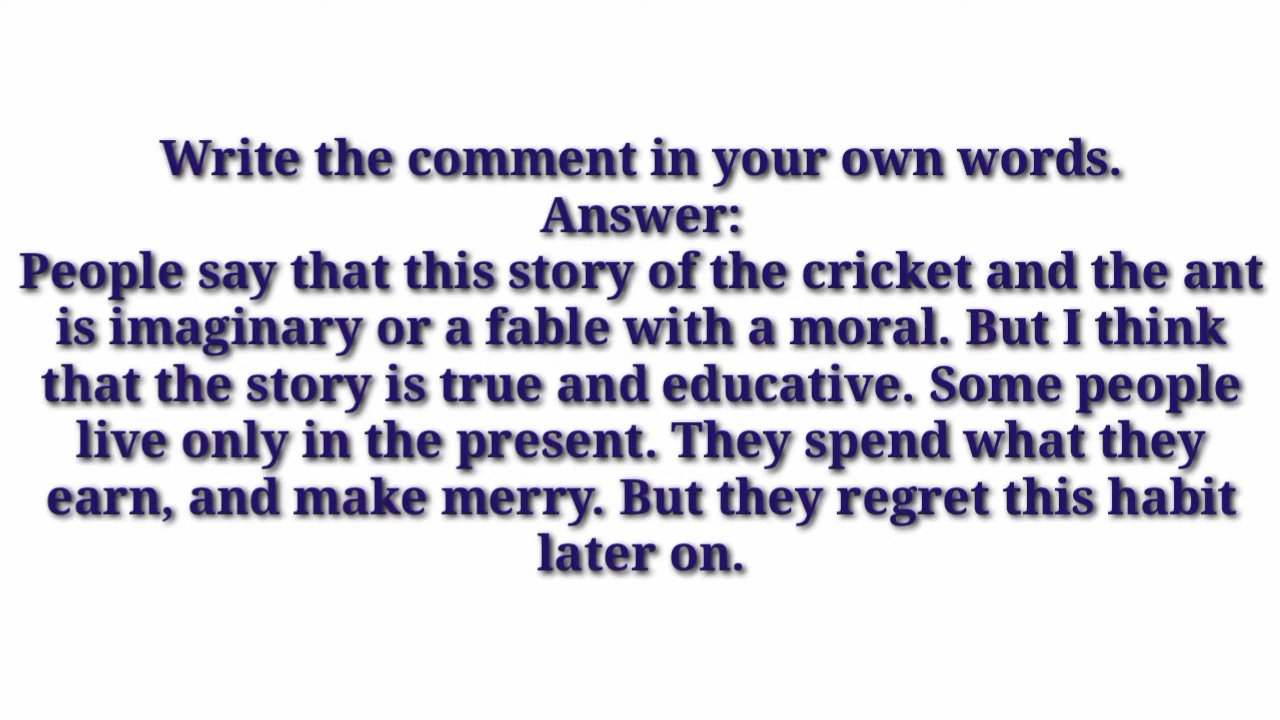 Write the comment in your own words.
Answer:
People say that this story of the cricket and the ant
is imaginary or a fable with a moral. But I think
that the story is true and educative. Some people
live only in the present. They spend what they
earn, and make merry. But they regret this habit
later on.